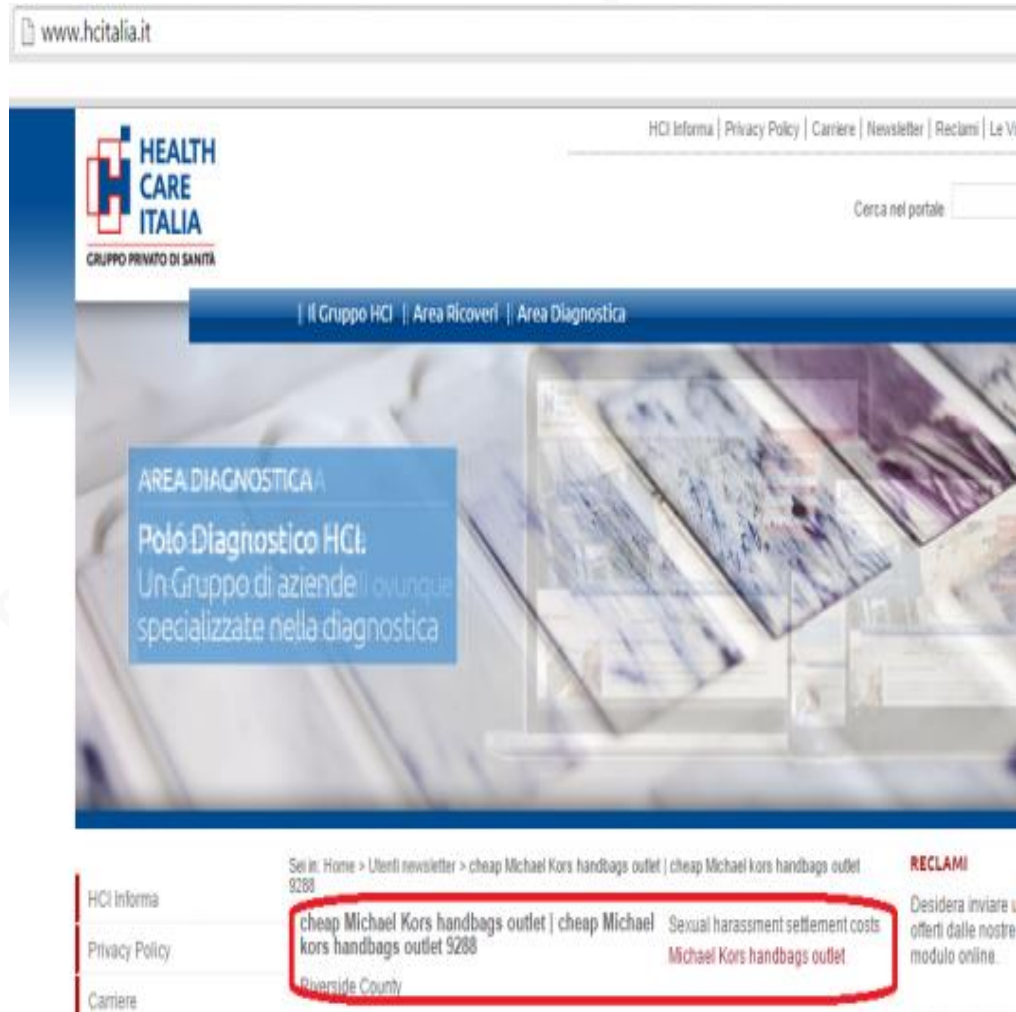 www.hcitalia.it
HCI Informa | Privacy Policy | Carriere | Newsletter | Reclami | Le
HEALTH
CARE
ITALIA
GRUPPO PRIVATO DI SANITÀ
Cerca nel portale
| Il Gruppo HCI || Area Ricoveri || Area Diagnostica
AREA DIAGNOSTICA
Polo Diagnostico HCI.
Un Gruppo di aziende ovunque
specializzate nella diagnostica
HCI Informa
Privacy Policy
Carriere
Sei in: Home > Utenti newsletter > cheap Michael Kors handbags outlet | cheap Michael kors handbags outlet
9288
cheap Michael Kors handbags outlet | cheap Michael
kors handbags outlet 9288
Riverside County
Sexual harassment settlement costs
Michael Kors handbags outlet
RECLAMI
Desidera inviare
offerti dalle nostre
modulo online.